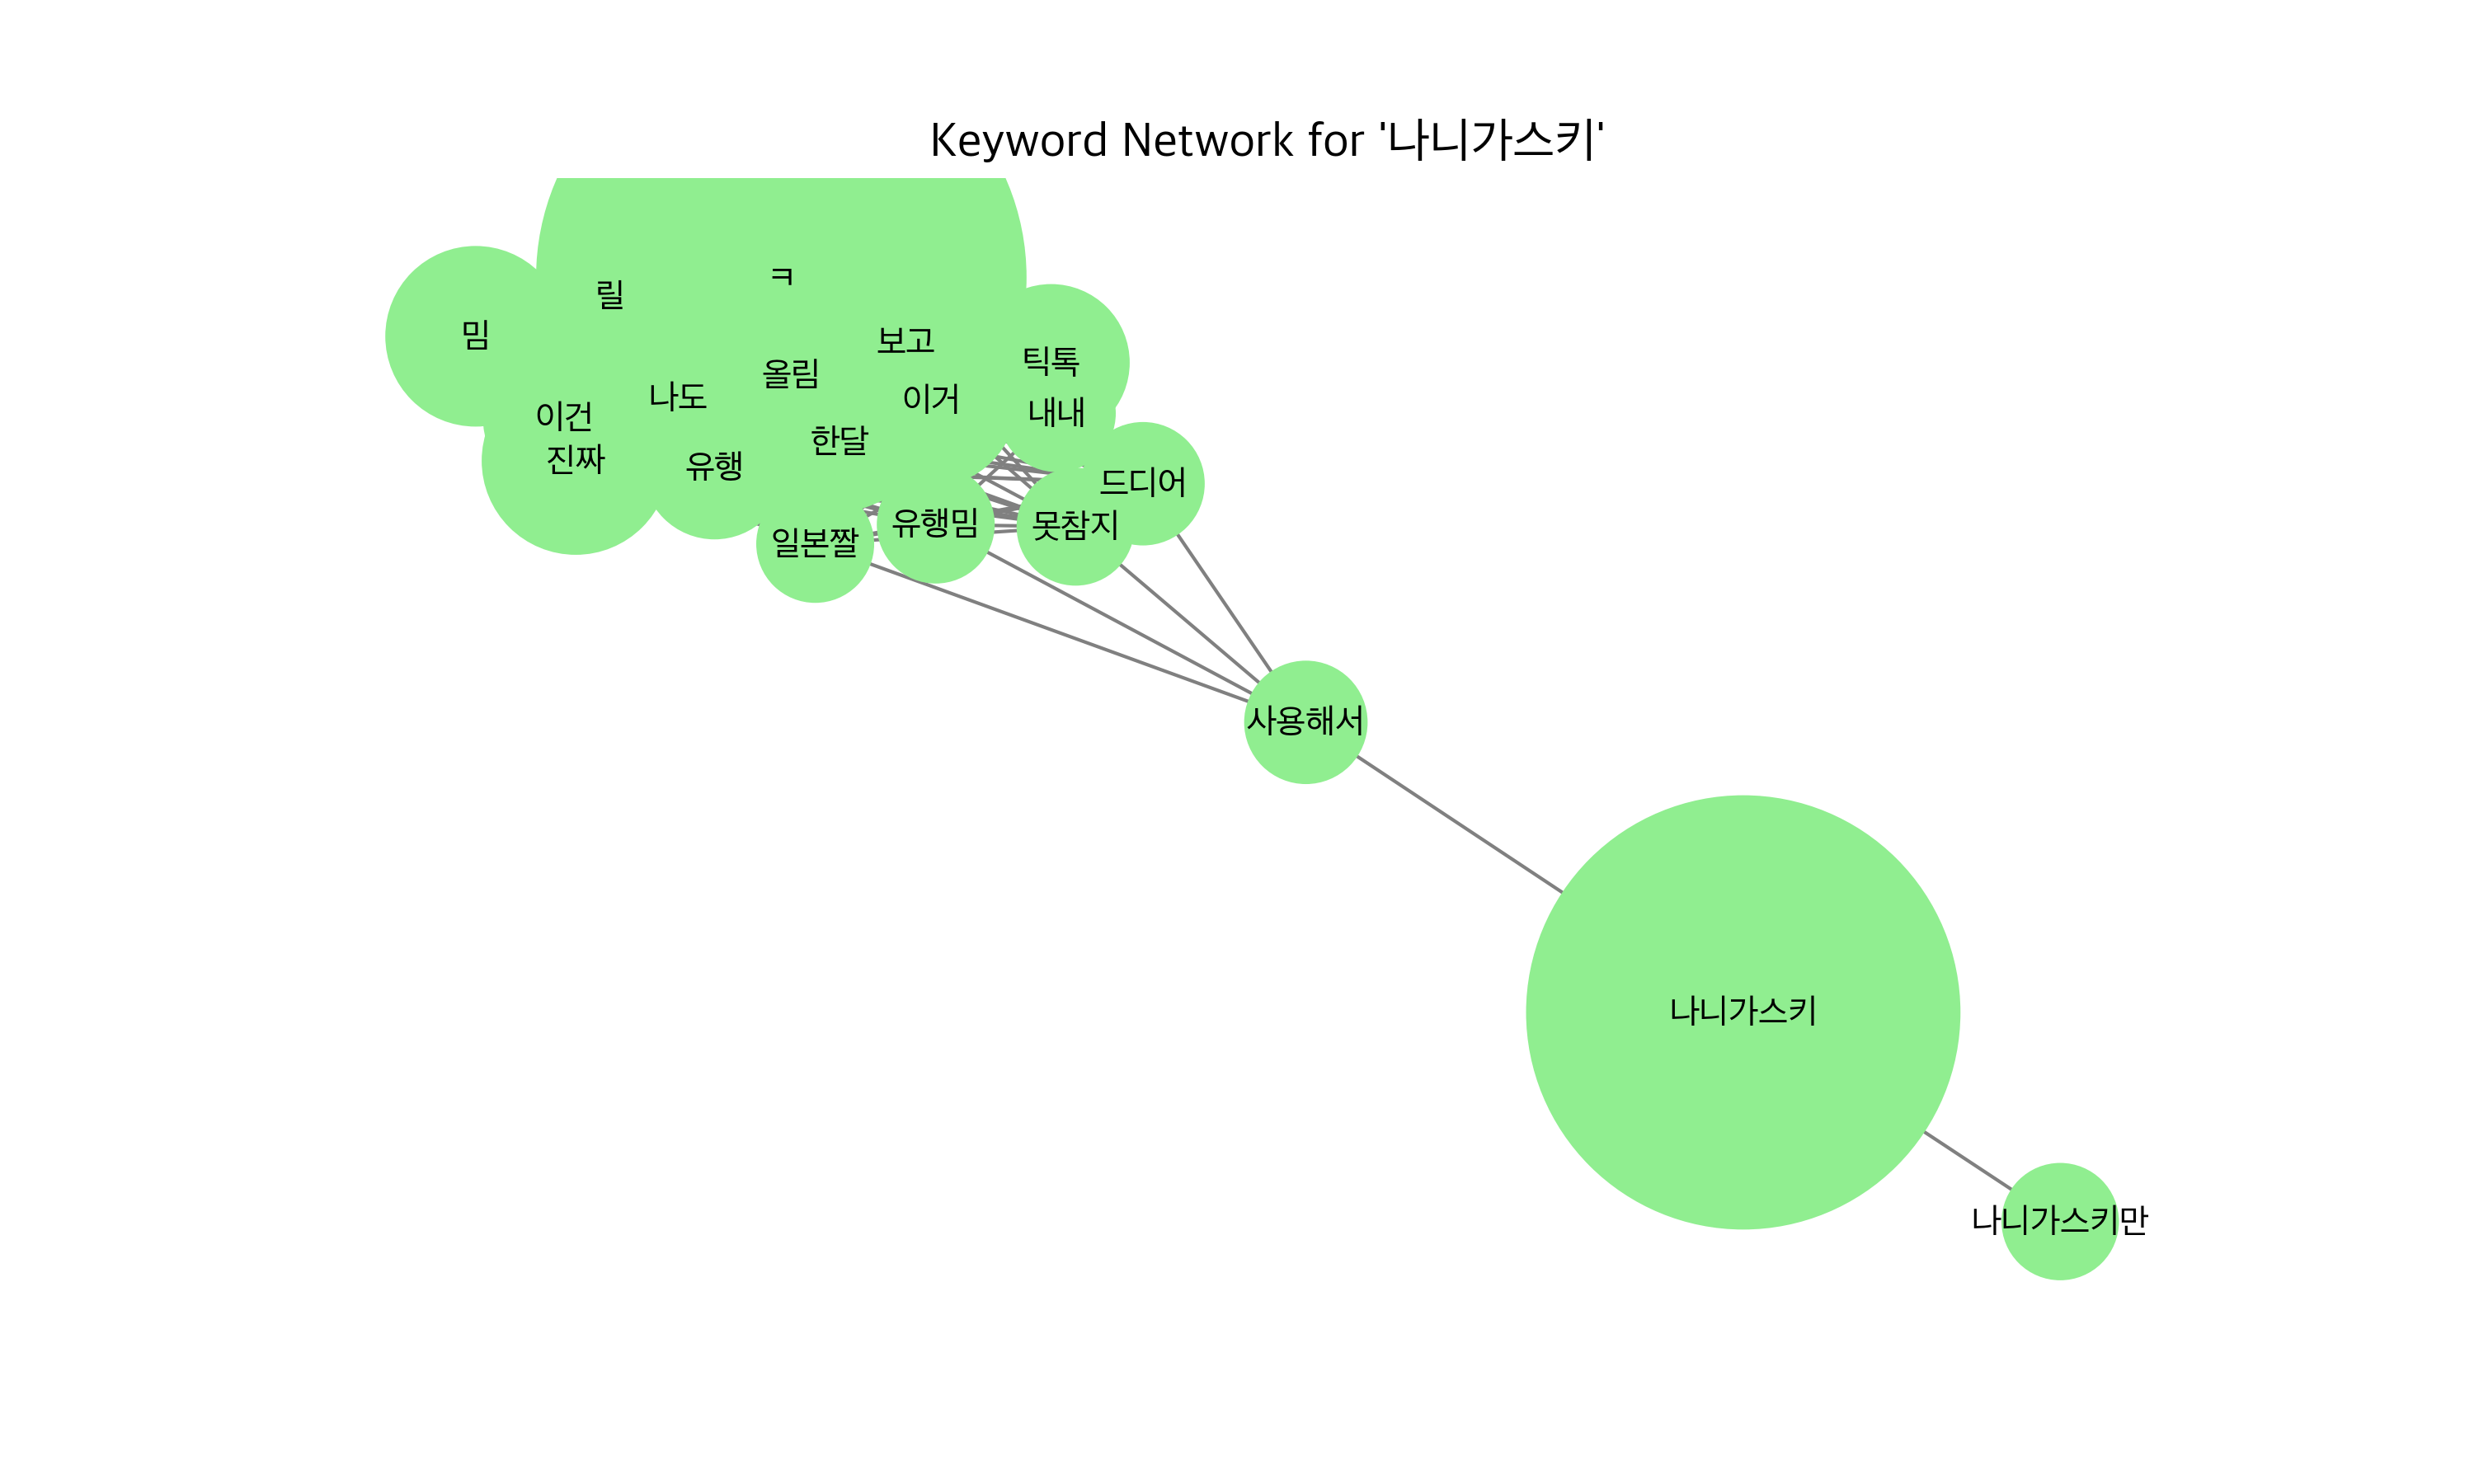 Keyword Network for '나니가스키'
ㅋ
릴
밈
보고
틱톡
올림
나도
이거
내내
이건
한달
진짜
유행
드디어
유행밈
못참지
일본짤
사용해서
나니가스키
나니가스키만